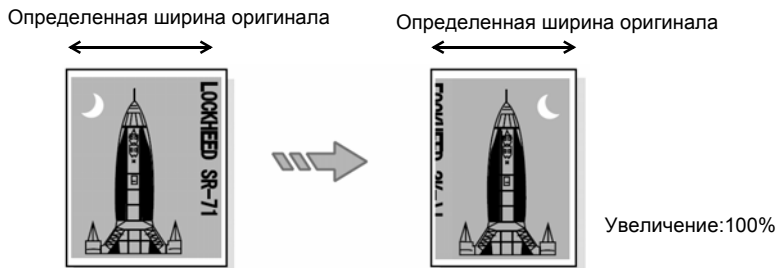 Определенная ширина оригинала
Определенная ширина оригинала
LOCKHEED SR-71
Увеличение:100%